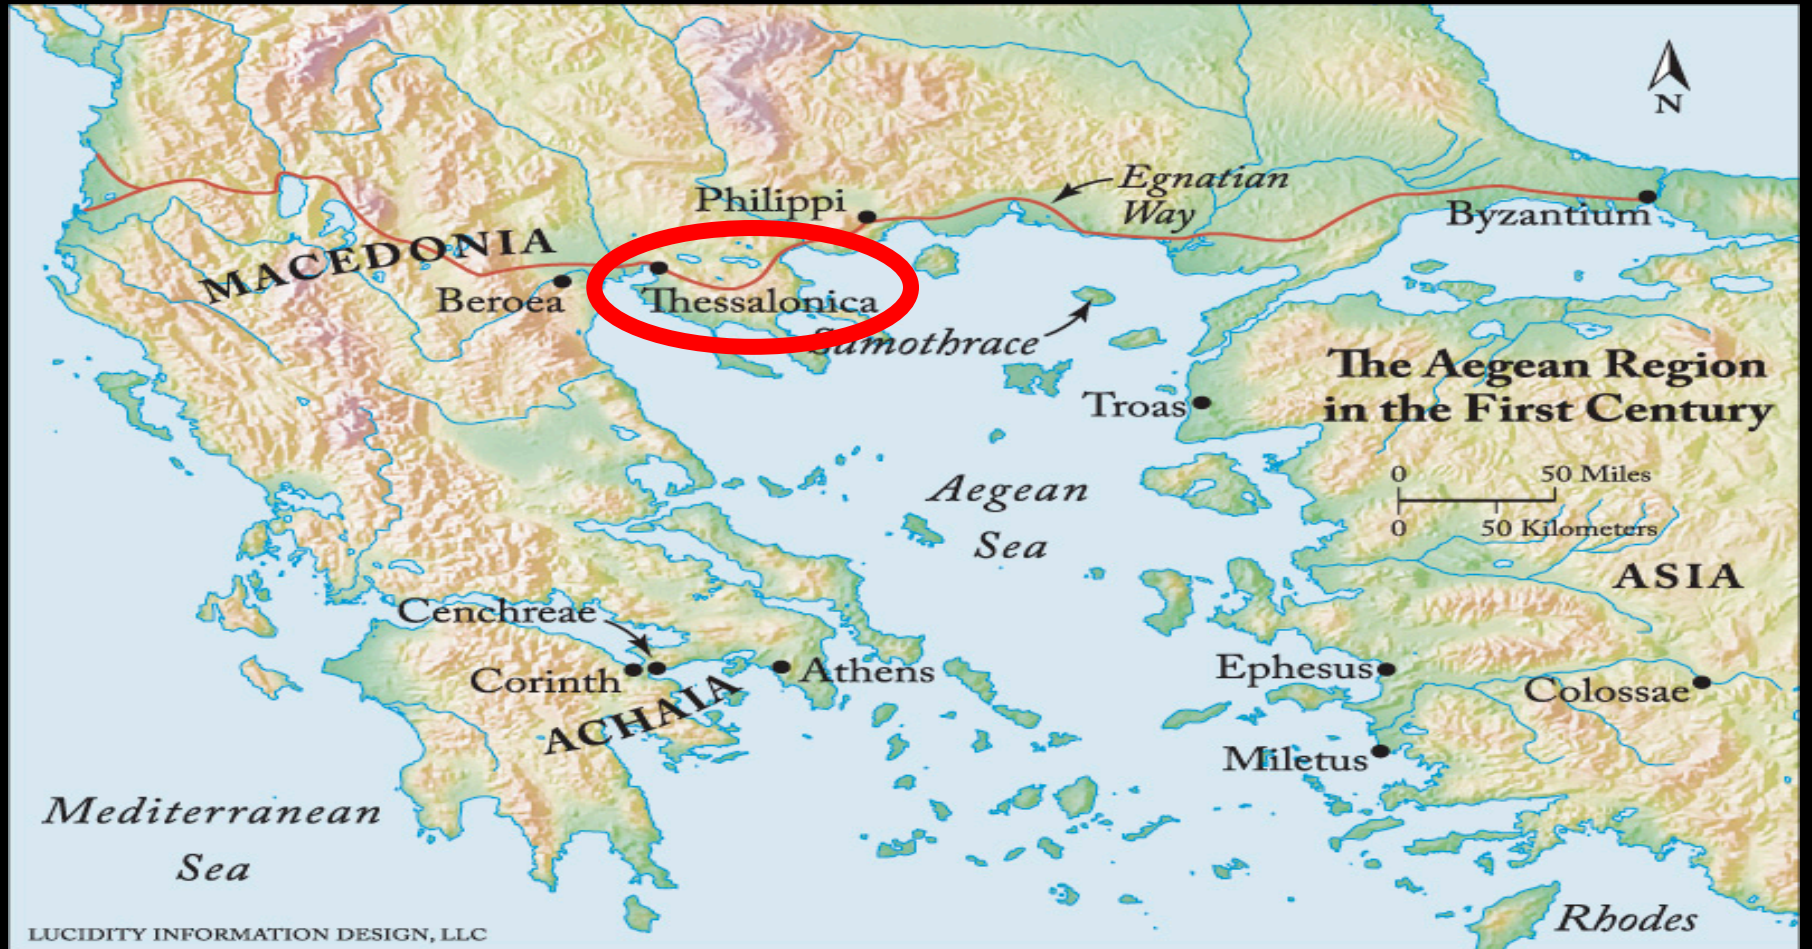 N
Egnatian
Way
Philippi
Byzantium
MACEDONIA
Beroea
Thessalonica
Samothrace
The Aegean Region
in the First Century
Troas
0 50 Miles
0 50 Kilometers
Aegean
Sea
ASIA
Cenchreae
Corinth
Athens
ACHAIA
Ephesus
Colossae
Miletus
Mediterranean
Sea
Rhodes
LUCIDITY INFORMATION DESIGN, LLC